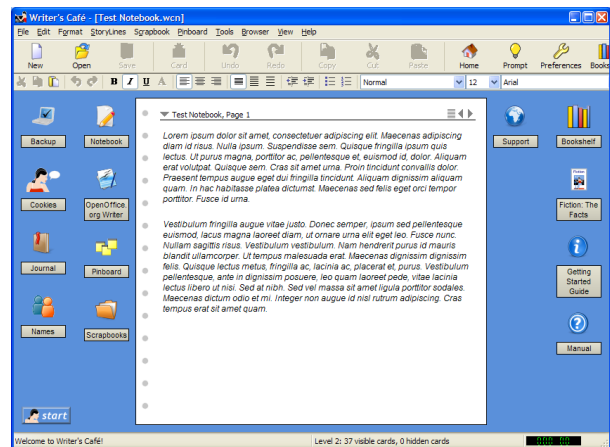 Writer's Café - [Test Notebook.wcn]
File Edit Format StoryLines Scrapbook Pinboard Tools Browser View Help
New Open Save Card Undo Redo Copy Cut Paste Home Prompt Preferences Books
B I U A Normal 12 Arial
Test Notebook, Page 1
Lorem ipsum dolor sit amet, consectetuer adipiscing elit. Maecenas adipiscing
diam id risus. Nulla ipsum. Suspendisse sem. Quisque fringilla ipsum quis
lectus. Ut purus magna, porttitor ac, pellentesque et, euismod id, dolor. Aliquam
erat volutpat. Quisque sem. Cras sit amet urna. Proin tincidunt convallis dolor.
Praesent tempus augue eget dui fringilla tincidunt. Aliquam dignissim aliquam
quam. In hac habitasse platea dictumst. Maecenas sed felis eget orci tempor
porttitor. Fusce id urna.
Vestibulum fringilla augue vitae justo. Donec semper, ipsum sed pellentesque
euismod, lacus magna laoreet diam, ut ornare urna elit eget leo. Fusce nunc.
Nullam sagittis risus. Vestibulum vestibulum. Nam hendrerit purus id mauris
blandit ullamcorper. Ut tempus malesuada erat. Maecenas dignissim dignissim
felis. Quisque lectus metus, fringilla ac, lacinia ac, placerat et, purus. Vestibulum
pellentesque, ante in dignissim posuere, leo quam laoreet pede, vitae lacinia
lectus libero ut nisi. Sed at nibh. Sed vel massa sit amet ligula porttitor sodales.
Maecenas dictum odio et mi. Integer non augue id nisl rutrum adipiscing. Cras
tempus erat sit amet quam.
Backup
Notebook
Cookies
OpenOffice.
org Writer
Journal
Pinboard
Names
Scrapbooks
Support
Bookshelf
Fiction: The
Facts
Getting
Started
Guide
Manual
start
Welcome to Writer's Café!
Level 2: 37 visible cards, 0 hidden cards